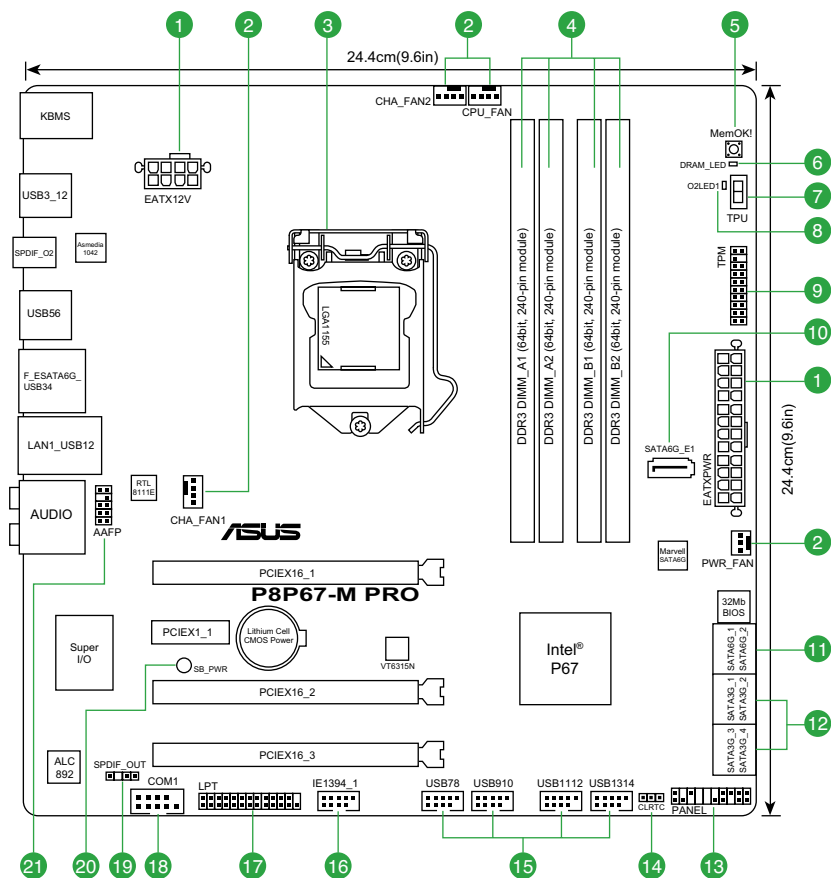 1
2
3
2
4
5
24.4cm(9.6in)
KBMS
CHA_FAN2
CPU_FAN
MemOK!
DRAM_LED
6
O2LED1
7
TPU
8
EATX12V
USB3_12
SPDIF_O2
Asmedia
1042
TPM
9
USB56
LGA1155
DDR3 DIMM_A1 (64bit, 240-pin module)
DDR3 DIMM_A2 (64bit, 240-pin module)
DDR3 DIMM_B1 (64bit, 240-pin module)
DDR3 DIMM_B2 (64bit, 240-pin module)
10
F_ESATA6G_
USB34
1
LAN1_USB12
SATA6G_E1
EATXPWR
24.4cm(9.6in)
RTL
8111E
AUDIO
AAFP
CHA_FAN1
ASUS
Marvell
SATA6G
PWR_FAN
2
PCIEX16_1
P8P67-M PRO
32Mb
BIOS
PCIEX1_1
Lithium Cell
CMOS Power
Super
I/O
VT6315N
Intel®
P67
SATA6G_1
SATA6G_2
11
SB_PWR
PCIEX16_2
SATA3G_1
SATA3G_2
12
SATA3G_3
SATA3G_4
PCIEX16_3
ALC
892
SPDIF_OUT
COM1
LPT
IE1394_1
USB78
USB910
USB1112
USB1314
CLRTC
PANEL
21
20
19
18
17
16
15
14
13